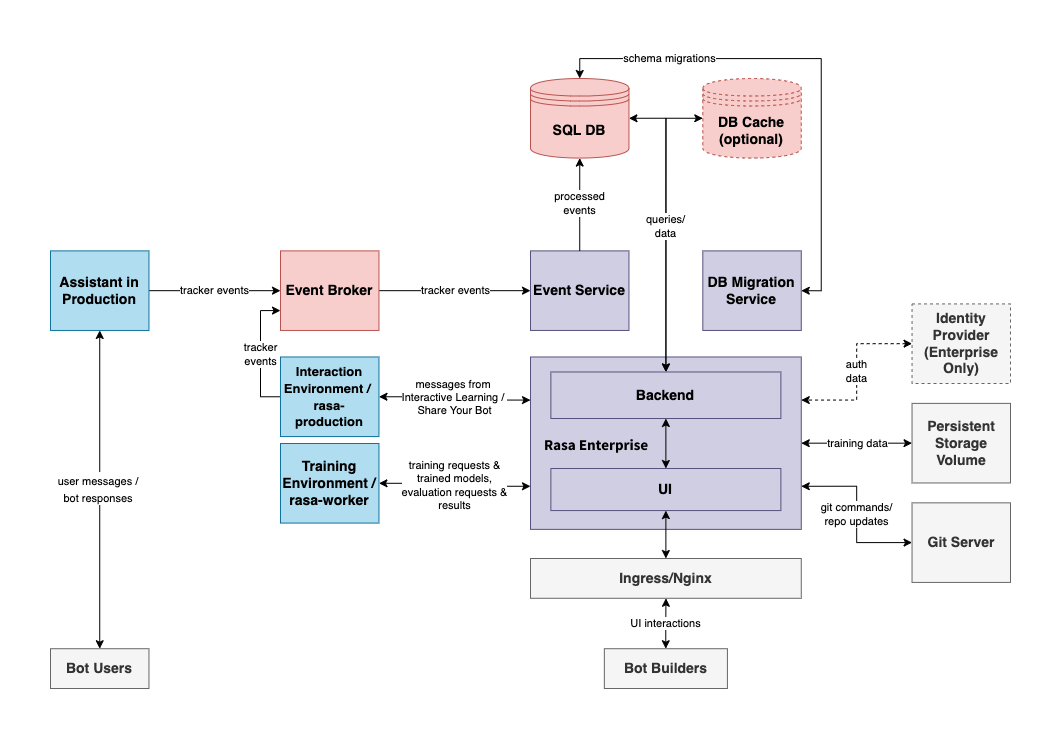 schema migrations
SQL DB
DB Cache
(optional)
processed
events
queries/
data
Assistant in
Production
tracker events
Event Broker
tracker events
Event Service
DB Migration
Service
Identity
Provider
(Enterprise
Only)
tracker
events
Interaction
Environment /
rasa-
production
messages from
Interactive Learning /
Share Your Bot
Backend
auth
data
Rasa Enterprise
training data
Persistent
Storage
Volume
Training
Environment /
rasa-worker
training requests &
trained models,
evaluation requests &
results
UI
git commands/
repo updates
Git Server
user messages /
bot responses
Ingress/Nginx
UI interactions
Bot Users
Bot Builders